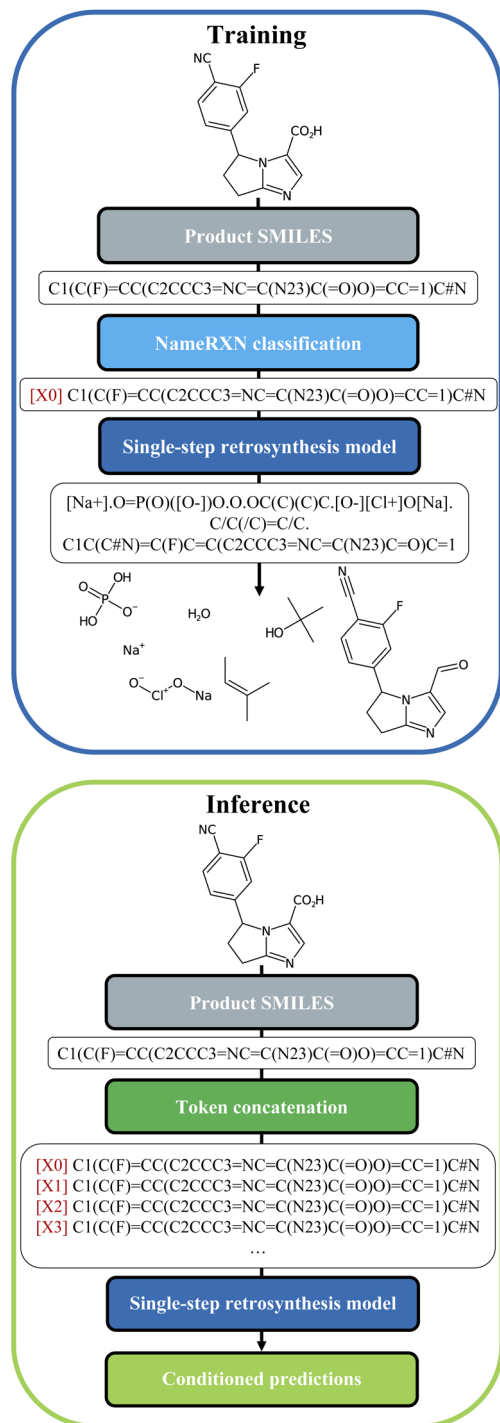 Training
NC
F
CO2H
N
N
Product SMILES
C1(C(F)=CC(C2CCC3=NC=C(N23)C(=O)O)=CC=1)C#N
NameRXN classification
[X0] C1(C(F)=CC(C2CCC3=NC=C(N23)C(=O)O)=CC=1)C#N
Single-step retrosynthesis model
[Na+].O=P(O)([O-])O.O.OC(C)(C)C.[O-][Cl+]O[Na].
C/C(/C)=C/C.
C1C(C#N)=C(F)C=C(C2CCC3=NC=C(N23)C=O)C=1
OH
O
P
HO
O−
H2O
HO
Na+
O−
Cl+
O
Na
N
F
O
N
N
Inference
NC
F
CO2H
N
N
Product SMILES
C1(C(F)=CC(C2CCC3=NC=C(N23)C(=O)O)=CC=1)C#N
Token concatenation
[X0] C1(C(F)=CC(C2CCC3=NC=C(N23)C(=O)O)=CC=1)C#N
[X1] C1(C(F)=CC(C2CCC3=NC=C(N23)C(=O)O)=CC=1)C#N
[X2] C1(C(F)=CC(C2CCC3=NC=C(N23)C(=O)O)=CC=1)C#N
[X3] C1(C(F)=CC(C2CCC3=NC=C(N23)C(=O)O)=CC=1)C#N
...
Single-step retrosynthesis model
Conditioned predictions